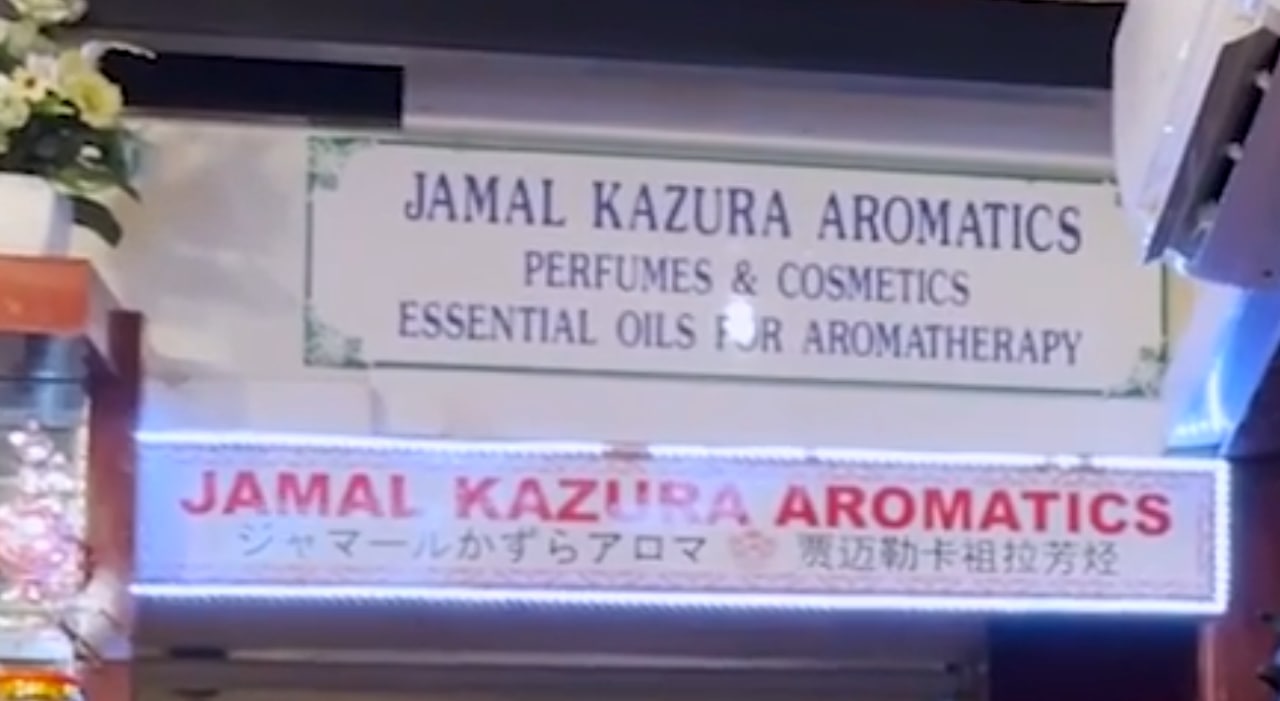 JAMAL KAZURA AROMATICS
PERFUMES & COSMETICS
ESSENTIAL OILS FOR AROMATHERAPY
JAMAL KAZURA AROMATICS
ジャマールかずらアロマ 贾迈勒卡祖拉芳烃